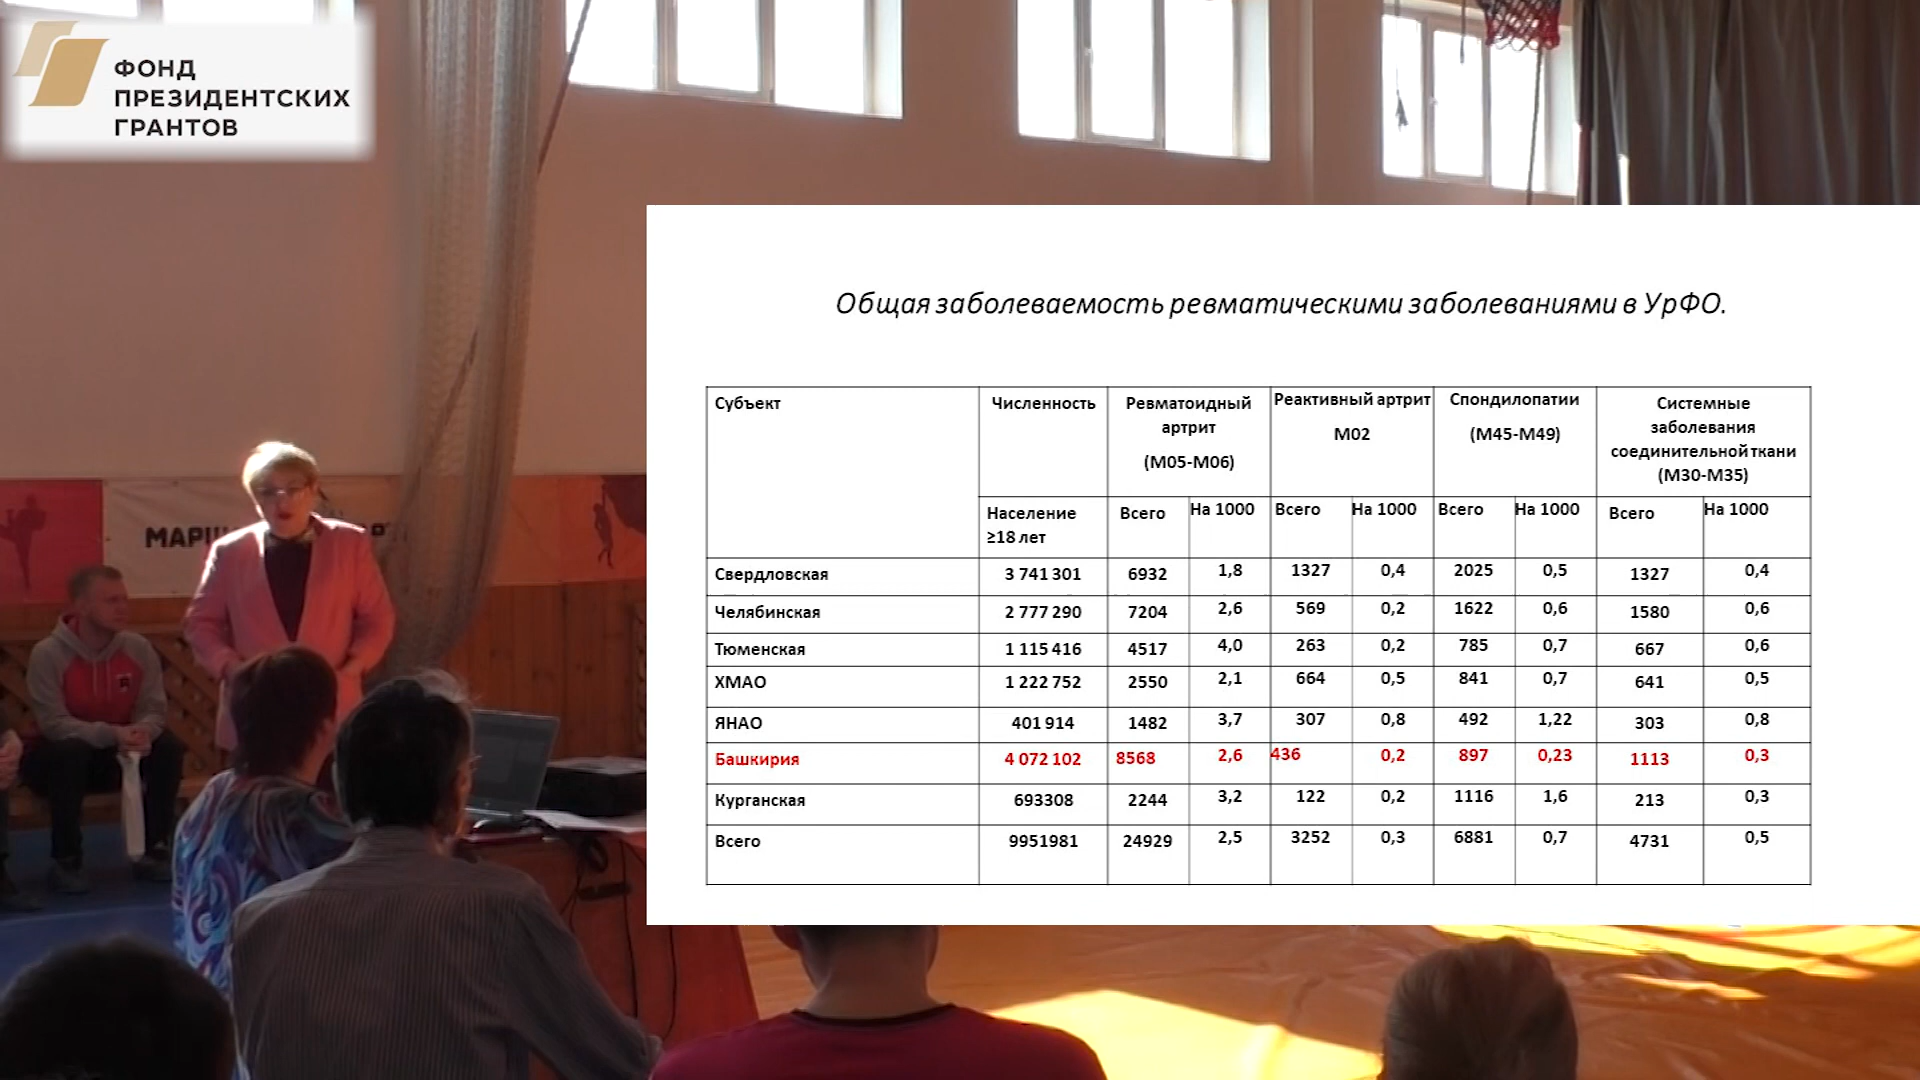 ФОНД
ПРЕЗИДЕНТСКИХ
ГРАНТОВ
Общая заболеваемость ревматическими заболеваниями в УрФО.
Субъект Численность Ревматоидный артрит (М05-М06) Реактивный артрит М02 Спондилопатии (М45-М49) Системные заболевания соединительной ткани (М30-М35)
Население ≥18 лет Всего На 1000 Всего На 1000 Всего На 1000 Всего На 1000
Свердловская 3 741 301 6932 1,8 1327 0,4 2025 0,5 1327 0,4
Челябинская 2 777 290 7204 2,6 569 0,2 1622 0,6 1580 0,6
Тюменская 1 115 416 4517 4,0 263 0,2 785 0,7 667 0,6
ХМАО 1 222 752 2550 2,1 664 0,5 841 0,7 641 0,5
ЯНАО 401 914 1482 3,7 307 0,8 492 1,22 303 0,8
Башкирия 4 072 102 8568 2,6 436 0,2 897 0,23 1113 0,3
Курганская 693308 2244 3,2 122 0,2 1116 1,6 213 0,3
Всего 9951981 24929 2,5 3252 0,3 6881 0,7 4731 0,5